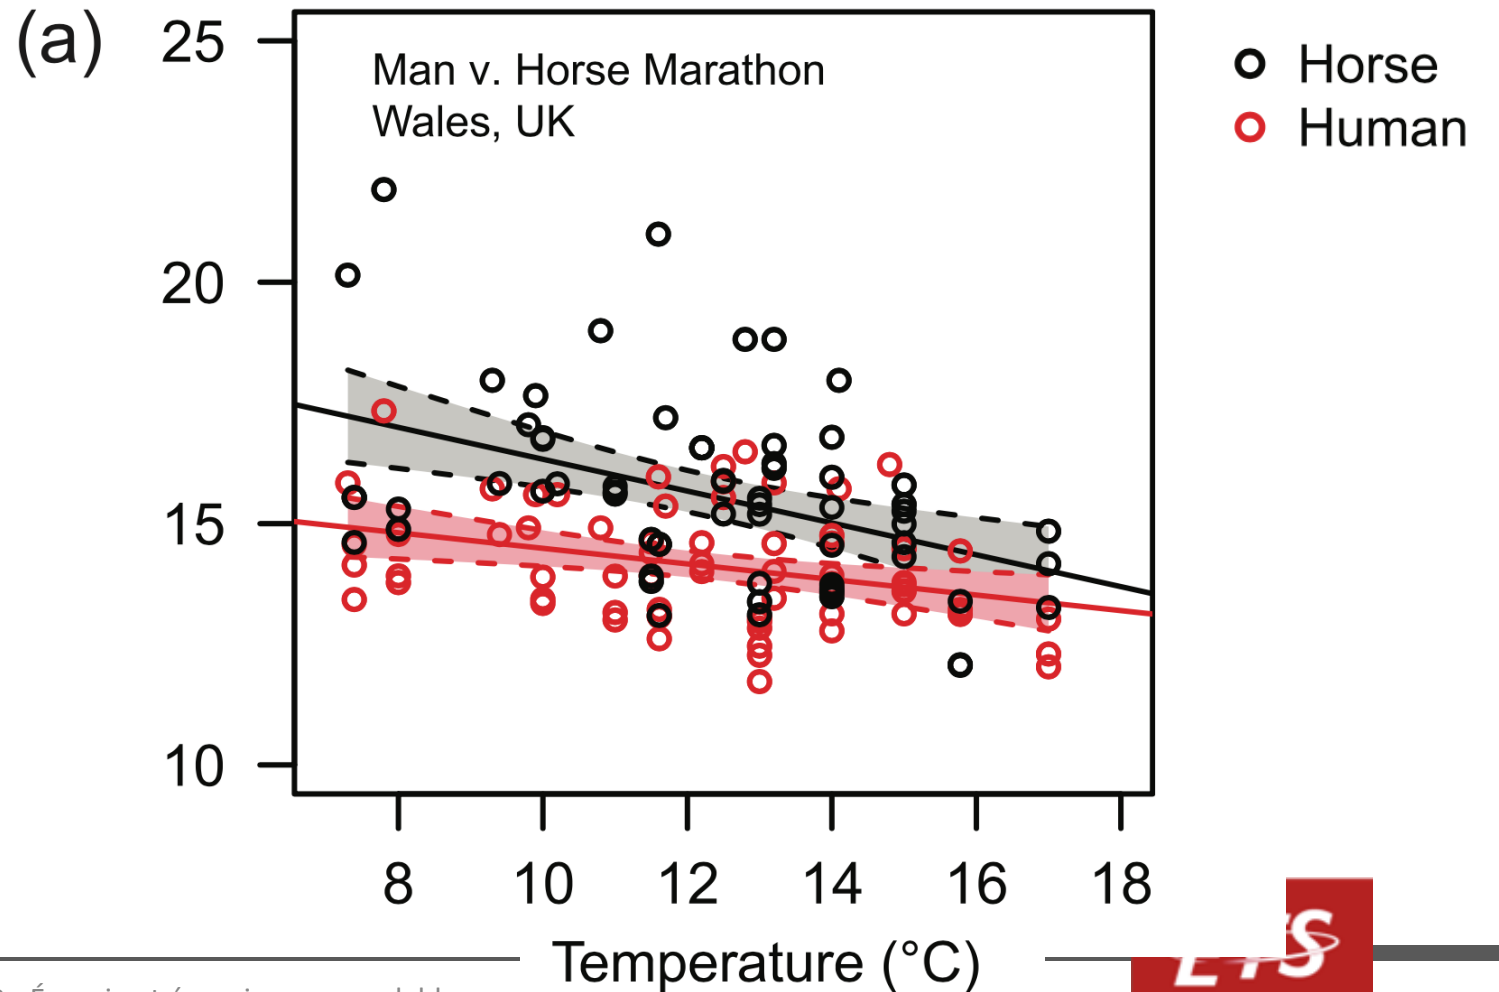 (a)
25
20
15
10
Man v. Horse Marathon
Wales, UK
Horse
Human
8 10 12 14 16 18
Temperature (°C)